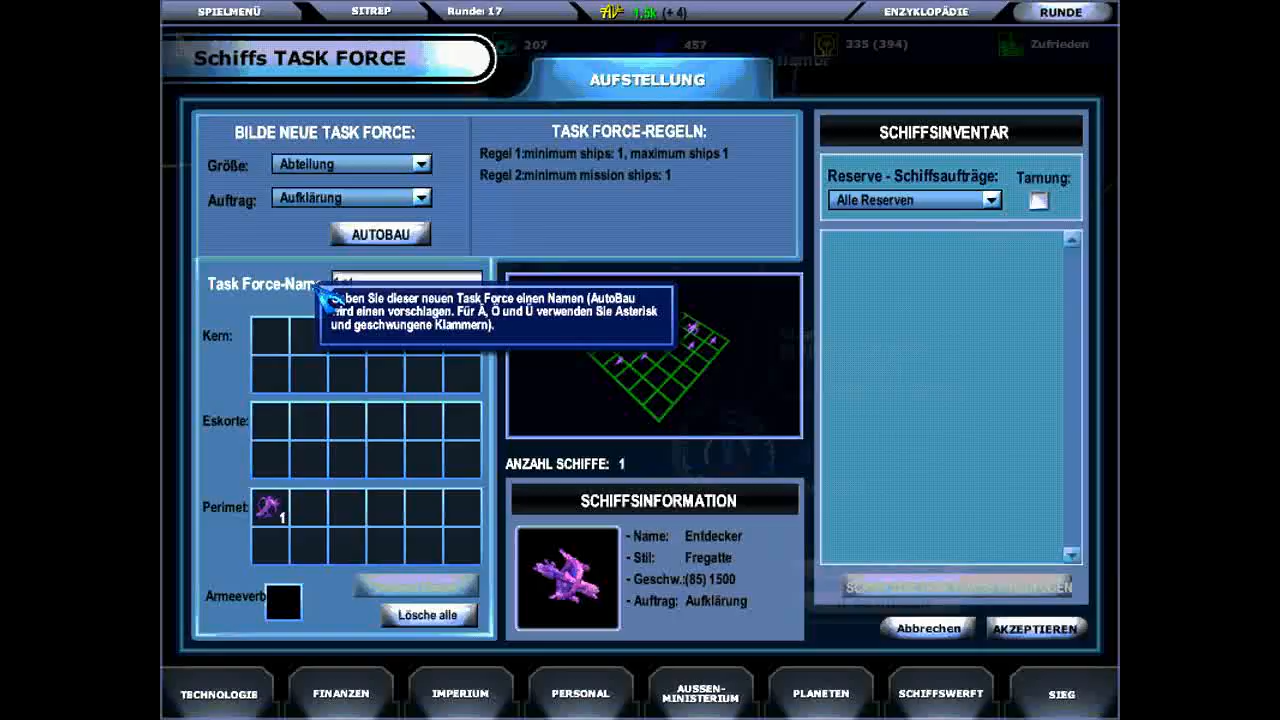 SPIELMENÜ
SITREP
Runde: 17
1.5k (+ 4)
ENZYKLOPÄDIE
RUNDE
207
457
335 (394)
Zufrieden
Schiffs TASK FORCE
AUFSTELLUNG
BILDE NEUE TASK FORCE:
Größe:
Abteilung
Auftrag:
Aufklärung
AUTOBAU
TASK FORCE-REGELN:
Regel 1:minimum ships: 1, maximum ships 1
Regel 2:minimum mission ships: 1
SCHIFFSINVENTAR
Reserve - Schiffsaufträge:
Tarnung:
Alle Reserven
Task Force-Nam
ben Sie dieser neuen Task Force einen Namen (AutoBau
ird einen vorschlagen. Für Ä, Ö und Ü verwenden Sie Asterisk
und geschwungene Klammern).
Kern:
Eskorte:
Perimet:
1
Armeeverb
Lösche alle
ANZAHL SCHIFFE: 1
SCHIFFSINFORMATION
- Name: Entdecker
- Stil: Fregatte
- Geschw.:(85) 1500
- Auftrag: Aufklärung
Abbrechen
AKZEPTIEREN
TECHNOLOGIE
FINANZEN
IMPERIUM
PERSONAL
AUSSEN-
MINISTERIUM
PLANETEN
SCHIFFSWERFT
SIEG